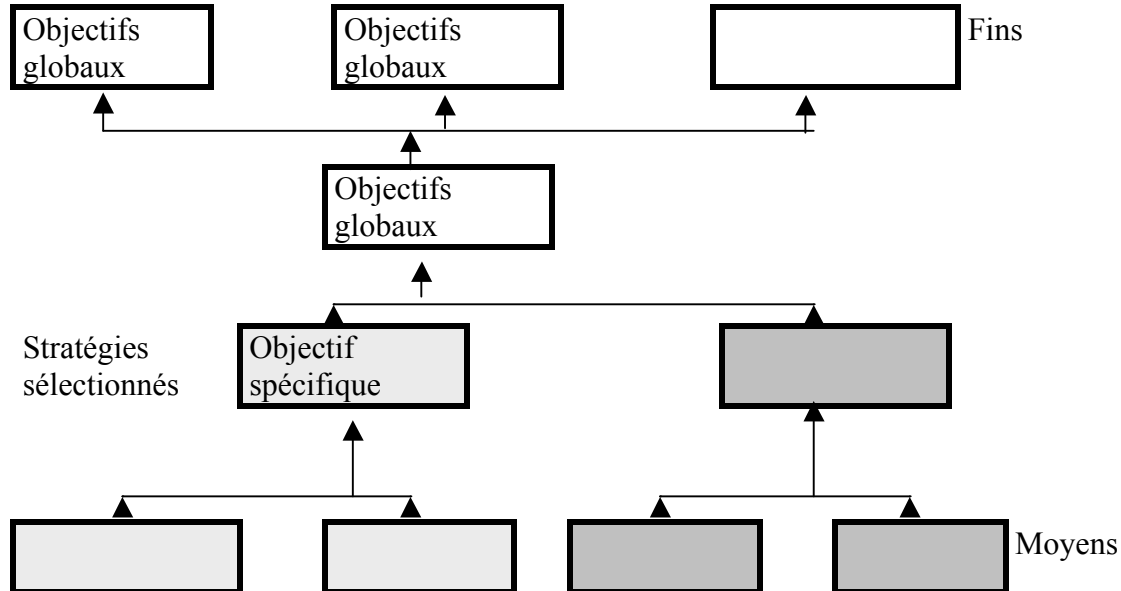 Objectifs
globaux
Objectifs
globaux
Fins
Objectifs
globaux
Stratégies
sélectionnés
Objectif
spécifique
Moyens